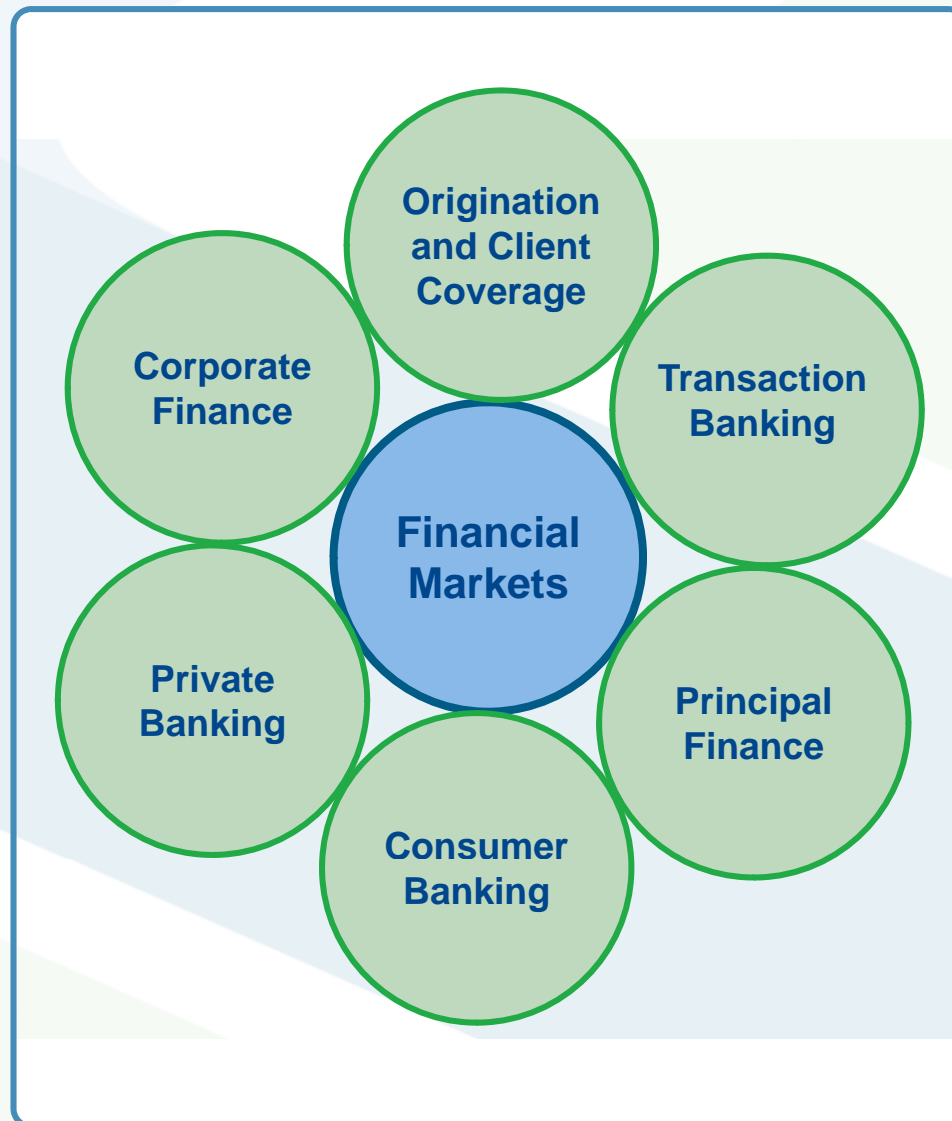 Origination
and Client
Coverage
Corporate
Finance
Transaction
Banking
Financial
Markets
Private
Banking
Principal
Finance
Consumer
Banking